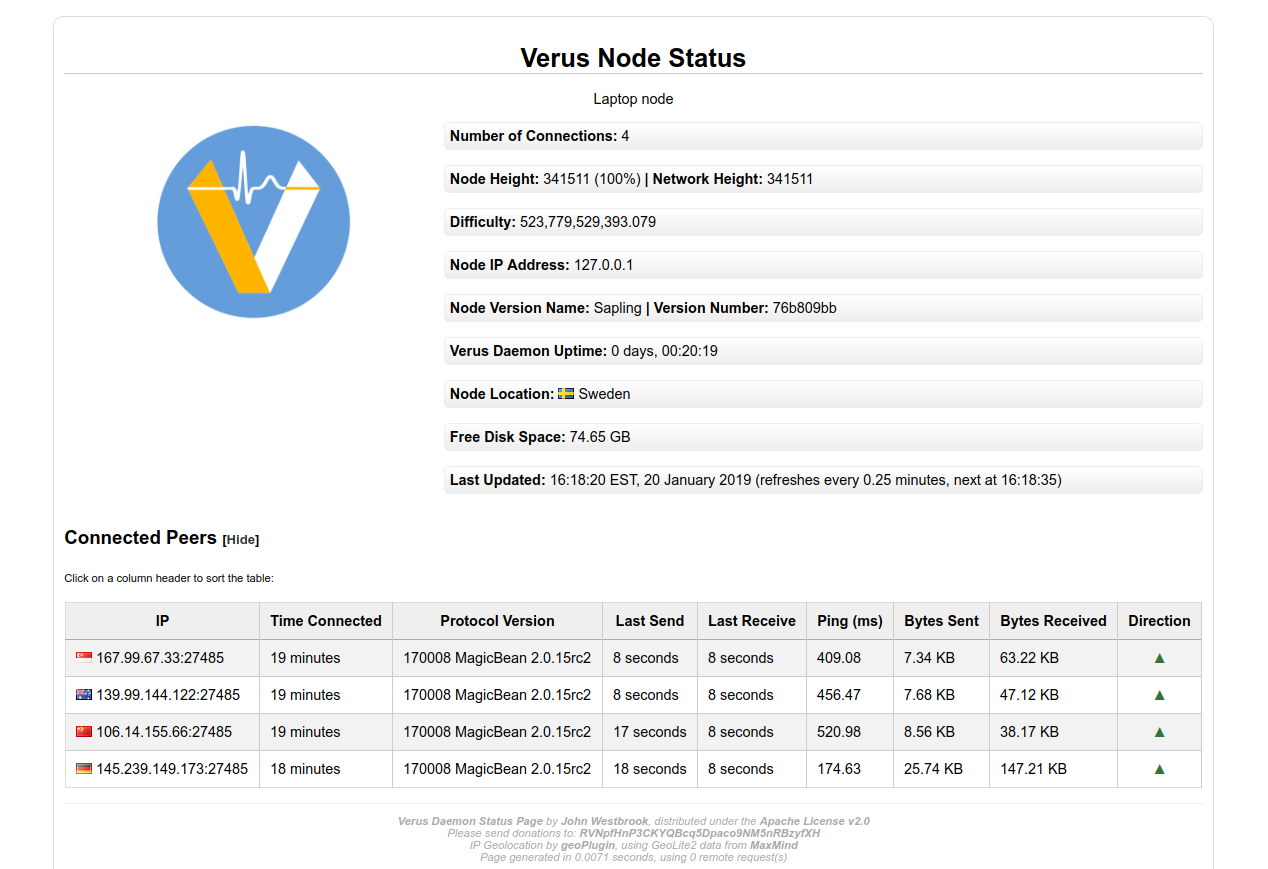 Verus Node Status
Laptop node
Number of Connections: 4
Node Height: 341511 (100%) | Network Height: 341511
Difficulty: 523,779,529,393.079
Node IP Address: 127.0.0.1
Node Version Name: Sapling | Version Number: 76b809bb
Verus Daemon Uptime: 0 days, 00:20:19
Node Location: Sweden
Free Disk Space: 74.65 GB
Last Updated: 16:18:20 EST, 20 January 2019 (refreshes every 0.25 minutes, next at 16:18:35)
Connected Peers [Hide]
Click on a column header to sort the table:
IP Time Connected Protocol Version Last Send Last Receive Ping (ms) Bytes Sent Bytes Received Direction
167.99.67.33:27485 19 minutes 170008 MagicBean 2.0.15rc2 8 seconds 8 seconds 409.08 7.34 KB 63.22 KB ▲
139.99.144.122:27485 19 minutes 170008 MagicBean 2.0.15rc2 8 seconds 8 seconds 456.47 7.68 KB 47.12 KB ▲
106.14.155.66:27485 19 minutes 170008 MagicBean 2.0.15rc2 17 seconds 8 seconds 520.98 8.56 KB 38.17 KB ▲
145.239.149.173:27485 18 minutes 170008 MagicBean 2.0.15rc2 18 seconds 8 seconds 174.63 25.74 KB 147.21 KB ▲
Verus Daemon Status Page by John Westbrook, distributed under the Apache License v2.0
Please send donations to: RVNpfHnP3CKYQBcq5Dpaco9NM5nRBzyfXH
IP Geolocation by geoPlugin, using GeoLite2 data from MaxMind
Page generated in 0.0071 seconds, using 0 remote request(s)